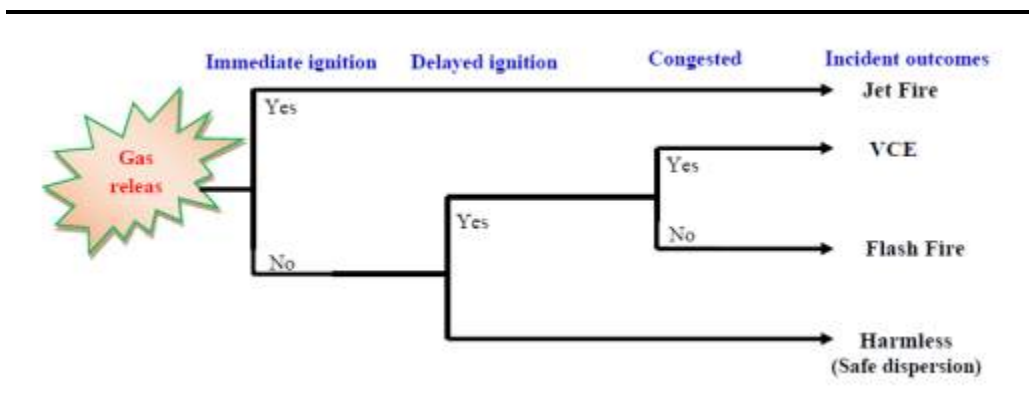 Immediate ignition Delayed ignition Congested Incident outcomes
Jet Fire
Yes
Gas
releas
VCE
Yes
Yes
No
Flash Fire
No
Harmless
(Safe dispersion)